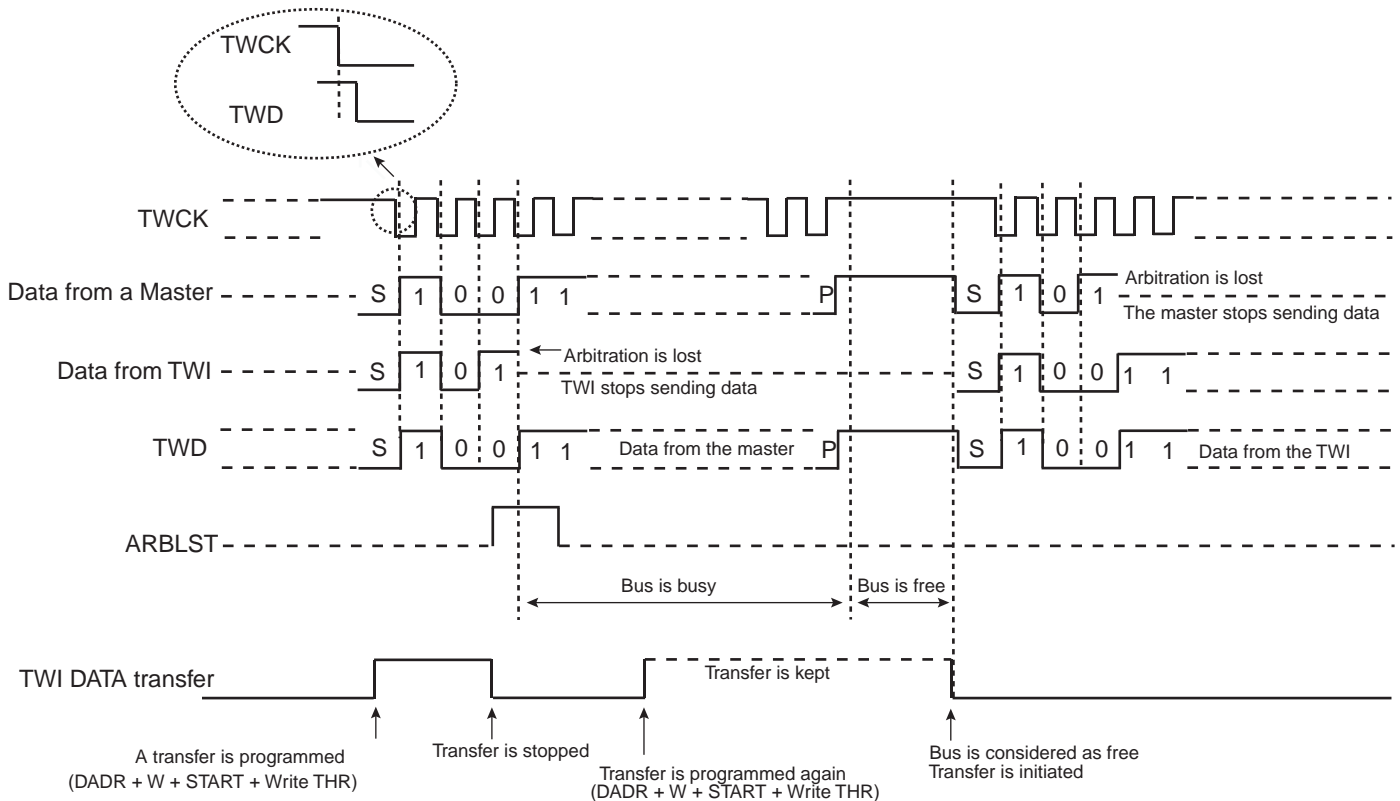 TWCK
TWD
TWCK
Data from a Master
S 1 0 0 1 1
P
S 1 0 1
Arbitration is lost
The master stops sending data
Data from TWI
S 1 0 1
Arbitration is lost
TWI stops sending data
S 1 0 0 1 1
TWD
S 1 0 0 1 1
Data from the master
P
S 1 0 0 1 1
Data from the TWI
ARBLST
Bus is busy
Bus is free
TWI DATA transfer
Transfer is kept
A transfer is programmed
(DADR + W + START + Write THR)
Transfer is stopped
Transfer is programmed again
(DADR + W + START + Write THR)
Bus is considered as free
Transfer is initiated